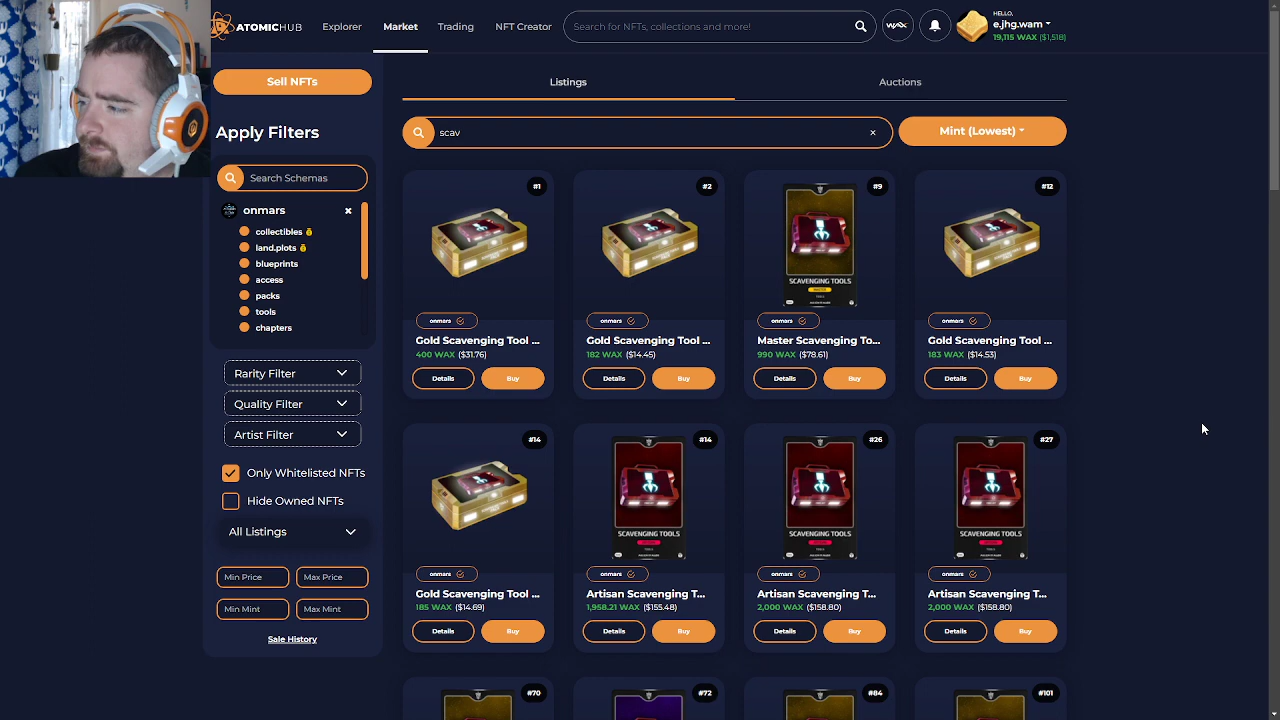 ATOMICHUB
Explorer
Market
Trading
NFT Creator
Search for NFTs, collections and more!
WAX
HELLO,
e.jhg.wam
19,115 WAX ($1,518)
Sell NFTs
Apply Filters
Search Schemas
onmars
collectibles
land.plots
blueprints
access
packs
tools
chapters
Rarity Filter
Quality Filter
Artist Filter
Only Whitelisted NFTs
Hide Owned NFTs
All Listings
Min Price
Max Price
Min Mint
Max Mint
Sale History
Listings
Auctions
scav
Mint (Lowest)
#1
onmars
Gold Scavenging Tool ...
400 WAX ($31.76)
Details
Buy
#2
onmars
Gold Scavenging Tool ...
182 WAX ($14.45)
Details
Buy
#9
SCAVENGING TOOLS
onmars
Master Scavenging To...
990 WAX ($78.61)
Details
Buy
#12
onmars
Gold Scavenging Tool ...
183 WAX ($14.53)
Details
Buy
#14
onmars
Gold Scavenging Tool ...
185 WAX ($14.69)
Details
Buy
#14
SCAVENGING TOOLS
onmars
Artisan Scavenging T...
1,958.21 WAX ($155.48)
Details
Buy
#26
SCAVENGING TOOLS
onmars
Artisan Scavenging T...
2,000 WAX ($158.80)
Details
Buy
#27
SCAVENGING TOOLS
onmars
Artisan Scavenging T...
2,000 WAX ($158.80)
Details
Buy
#70
#72
#84
#101